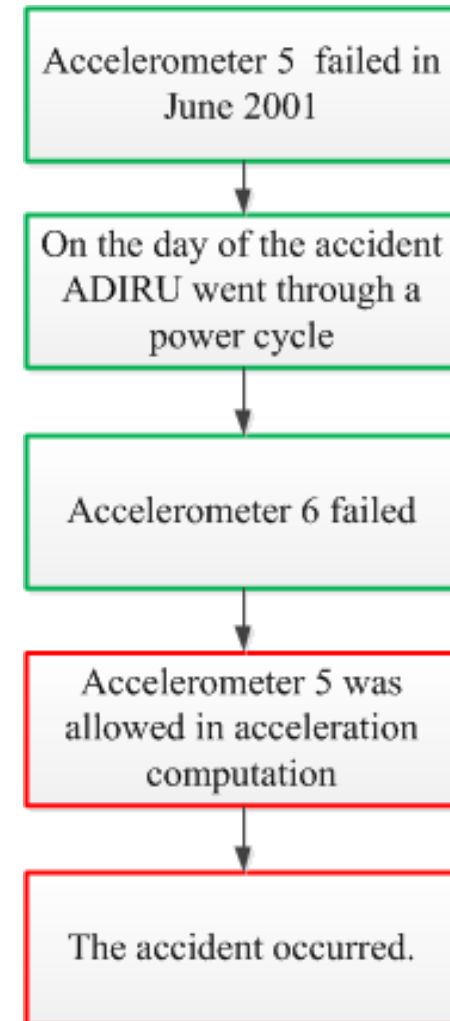 Accelerometer 5 failed in
June 2001
On the day of the accident
ADIRU went through a
power cycle
Accelerometer 6 failed
Accelerometer 5 was
allowed in acceleration
computation
The accident occurred.